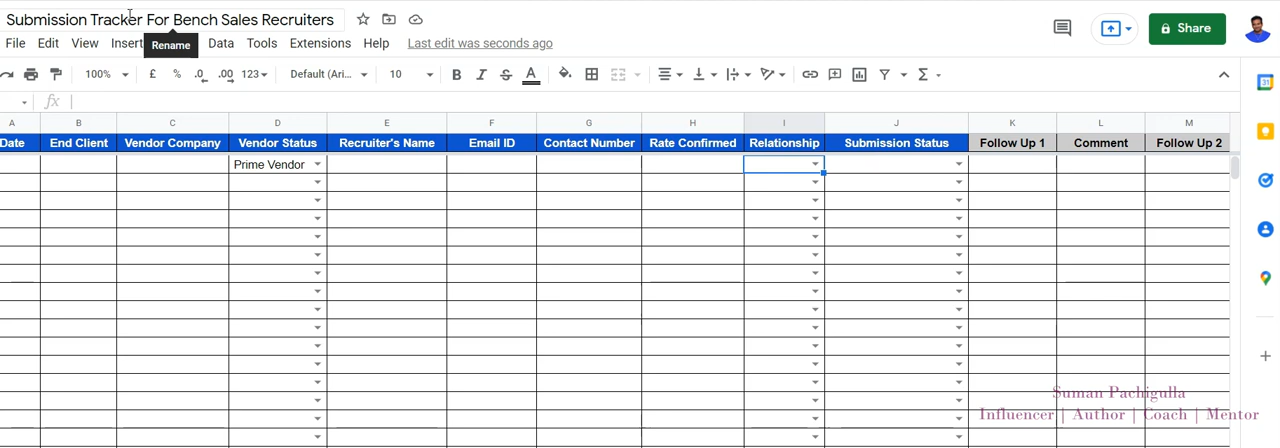 Submission Tracker For Bench Sales Recruiters
File Edit View Insert Data Tools Extensions Help Last edit was seconds ago
Rename
Share
100% £ % .0 .00 123 Default (Ari... 10 B I S A Σ
fx
A B C D E F G H I J K L M
Date End Client Vendor Company Vendor Status Recruiter's Name Email ID Contact Number Rate Confirmed Relationship Submission Status Follow Up 1 Comment Follow Up 2
Prime Vendor
31
Suman Pachigulla
Influencer | Author | Coach | Mentor